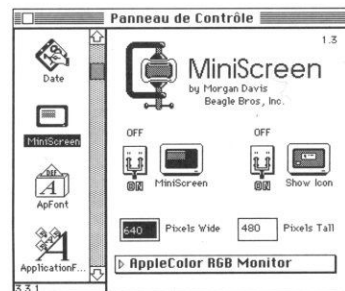 Panneau de Contrôle
1.3
Date
MiniScreen
by Morgan Davis
Beagle Bros, Inc.
MiniScreen
OFF
OFF
ON
MiniScreen
ON
Show Icon
DEF
A
ApFont
640
Pixels Wide
480
Pixels Tall
A
ApplicationF...
▷ AppleColor RGB Monitor
3.3.1